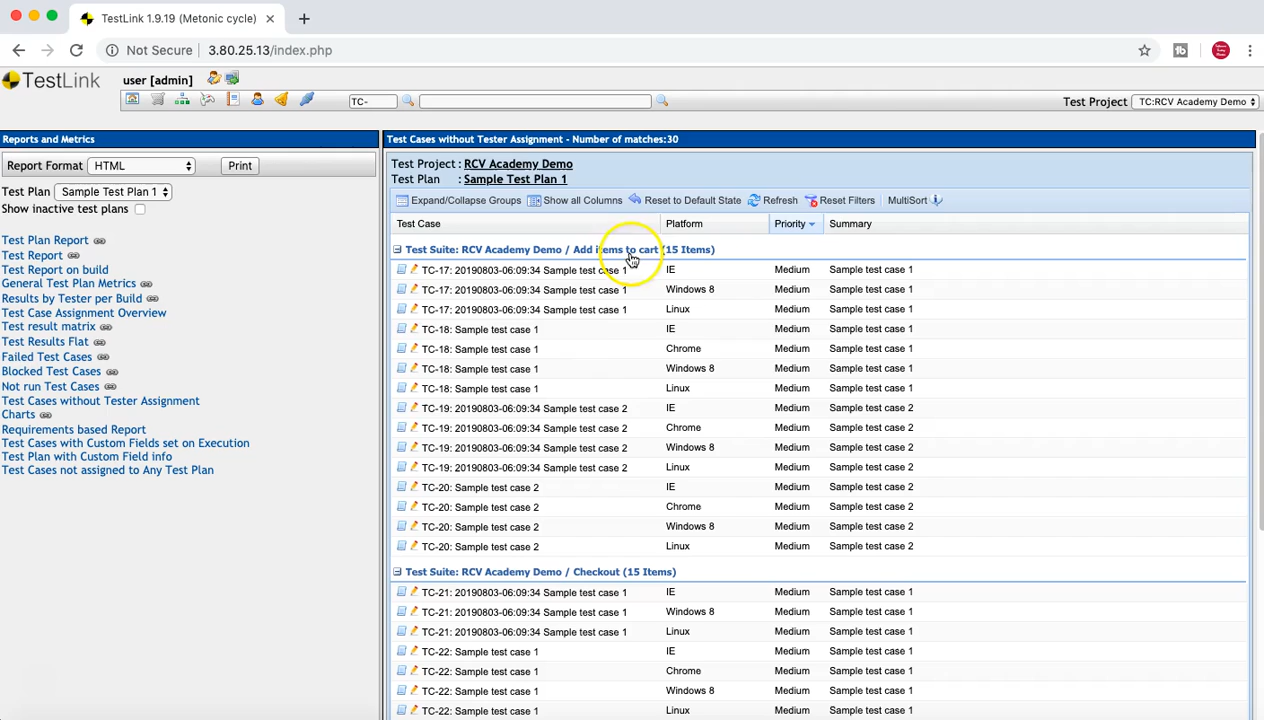 TestLink 1.9.19 (Metonic cycle)
Not Secure 3.80.25.13/index.php
TestLink user [admin]
TC-
Test Project TC:RCV Academy Demo
Reports and Metrics
Report Format HTML Print
Test Plan Sample Test Plan 1
Show inactive test plans
Test Plan Report
Test Report
Test Report on build
General Test Plan Metrics
Results by Tester per Build
Test Case Assignment Overview
Test result matrix
Test Results Flat
Failed Test Cases
Blocked Test Cases
Not run Test Cases
Test Cases without Tester Assignment
Charts
Requirements based Report
Test Cases with Custom Fields set on Execution
Test Plan with Custom Field info
Test Cases not assigned to Any Test Plan
Test Cases without Tester Assignment - Number of matches:30
Test Project : RCV Academy Demo
Test Plan : Sample Test Plan 1
Expand/Collapse Groups Show all Columns Reset to Default State Refresh Reset Filters MultiSort
Test Case Platform Priority Summary
Test Suite: RCV Academy Demo / Add items to cart (15 Items)
TC-17: 20190803-06:09:34 Sample test case 1 IE Medium Sample test case 1
TC-17: 20190803-06:09:34 Sample test case 1 Windows 8 Medium Sample test case 1
TC-17: 20190803-06:09:34 Sample test case 1 Linux Medium Sample test case 1
TC-18: Sample test case 1 IE Medium Sample test case 1
TC-18: Sample test case 1 Chrome Medium Sample test case 1
TC-18: Sample test case 1 Windows 8 Medium Sample test case 1
TC-18: Sample test case 1 Linux Medium Sample test case 1
TC-19: 20190803-06:09:34 Sample test case 2 IE Medium Sample test case 2
TC-19: 20190803-06:09:34 Sample test case 2 Chrome Medium Sample test case 2
TC-19: 20190803-06:09:34 Sample test case 2 Windows 8 Medium Sample test case 2
TC-19: 20190803-06:09:34 Sample test case 2 Linux Medium Sample test case 2
TC-20: Sample test case 2 IE Medium Sample test case 2
TC-20: Sample test case 2 Chrome Medium Sample test case 2
TC-20: Sample test case 2 Windows 8 Medium Sample test case 2
TC-20: Sample test case 2 Linux Medium Sample test case 2
Test Suite: RCV Academy Demo / Checkout (15 Items)
TC-21: 20190803-06:09:34 Sample test case 1 IE Medium Sample test case 1
TC-21: 20190803-06:09:34 Sample test case 1 Windows 8 Medium Sample test case 1
TC-21: 20190803-06:09:34 Sample test case 1 Linux Medium Sample test case 1
TC-22: Sample test case 1 IE Medium Sample test case 1
TC-22: Sample test case 1 Chrome Medium Sample test case 1
TC-22: Sample test case 1 Windows 8 Medium Sample test case 1
TC-22: Sample test case 1 Linux Medium Sample test case 1